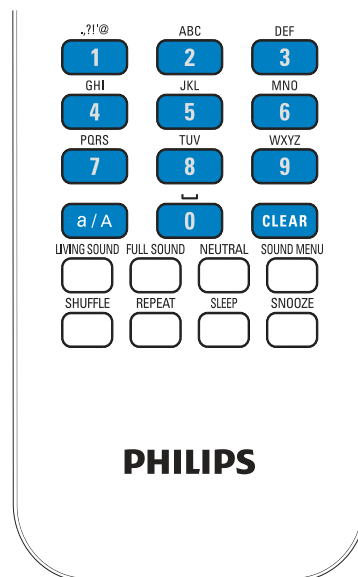 .,?!'@ ABC DEF
1 2 3
GHI JKL MNO
4 5 6
PQRS TUV WXYZ
7 8 9
a/A 0 CLEAR
LIVING SOUND FULL SOUND NEUTRAL SOUND MENU
SHUFFLE REPEAT SLEEP SNOOZE
PHILIPS